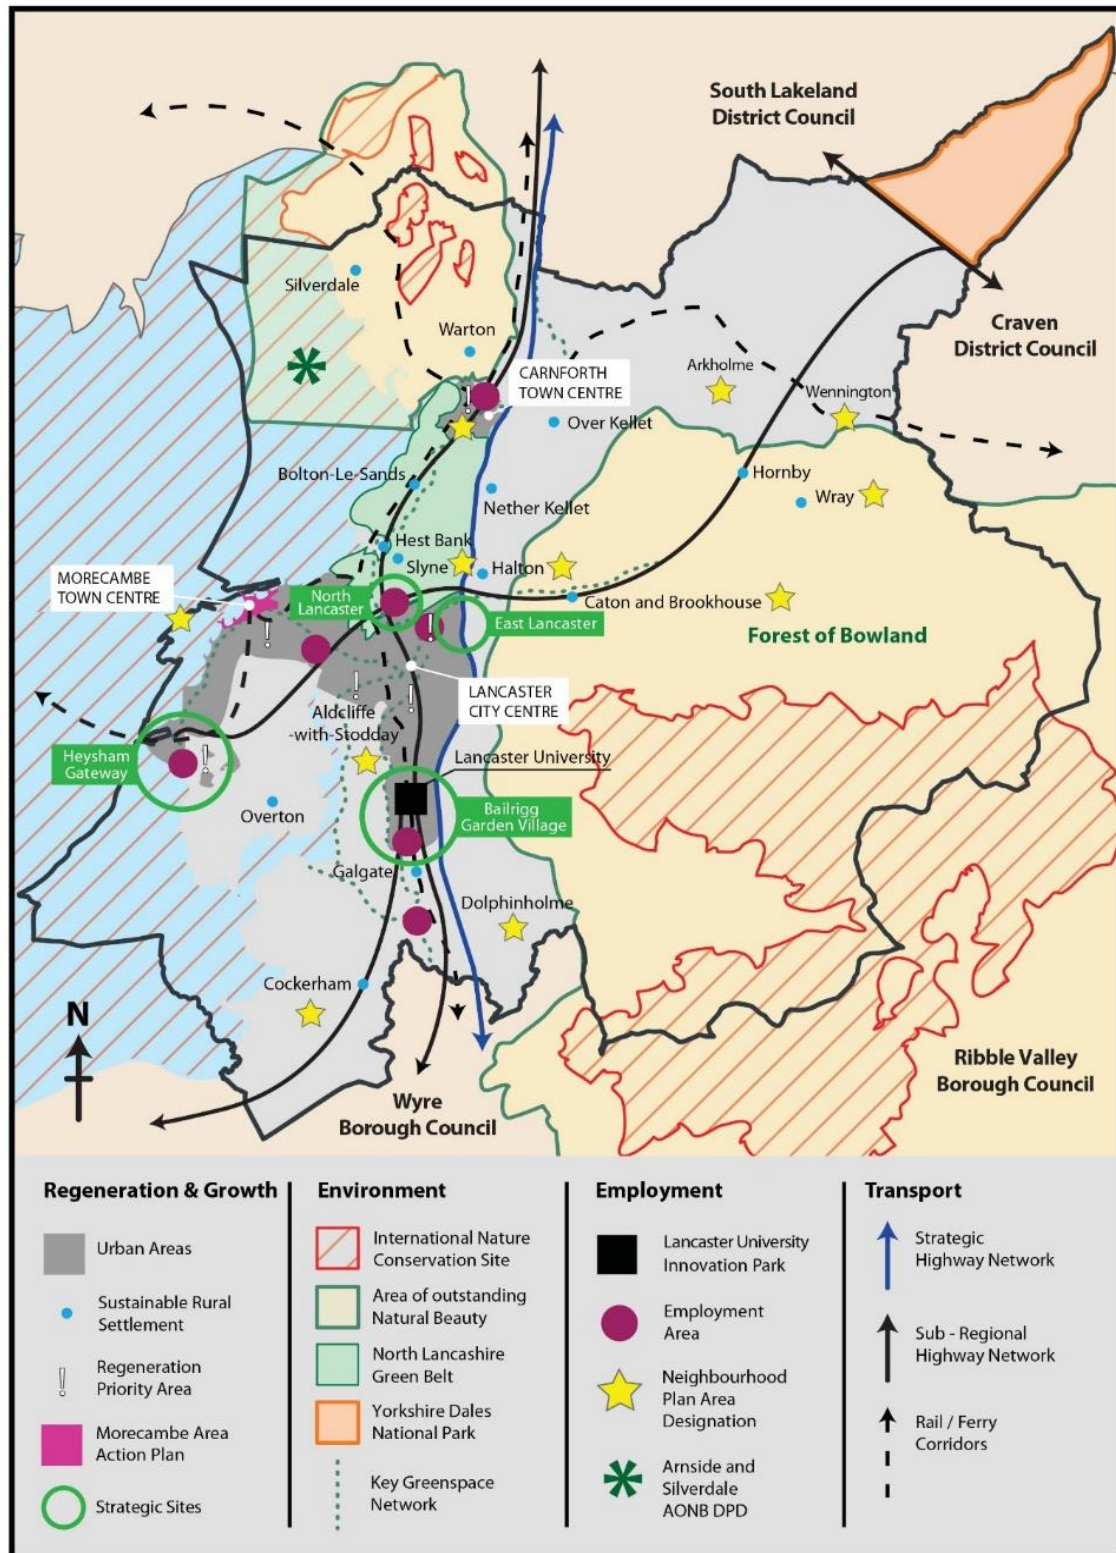 South Lakeland
District Council
Silverdale
Warton
Craven
District Council
CARNFORTH
TOWN CENTRE
Arkholme
Wennington
Over Kellet
Bolton-Le-Sands
Hornby
Nether Kellet
Wray
Hest Bank
Slyne
Halton
MORECAMBE
TOWN CENTRE
North
Lancaster
Caton and Brookhouse
East Lancaster
Forest of Bowland
LANCASTER
CITY CENTRE
Aldcliffe
-with-Stodday
Heysham
Gateway
Lancaster University
Overton
Bailrigg
Garden Village
Galgate
Dolphinholme
Cockerham
N
Wyre
Borough Council
Ribble Valley
Borough Council
Regeneration & Growth
Urban Areas
Sustainable Rural
Settlement
Regeneration
Priority Area
Morecambe Area
Action Plan
Strategic Sites
Environment
International Nature
Conservation Site
Area of outstanding
Natural Beauty
North Lancashire
Green Belt
Yorkshire Dales
National Park
Key Greenspace
Network
Employment
Lancaster University
Innovation Park
Employment
Area
Neighbourhood
Plan Area
Designation
Arnside and
Silverdale
AONB DPD
Transport
Strategic
Highway Network
Sub - Regional
Highway Network
Rail / Ferry
Corridors